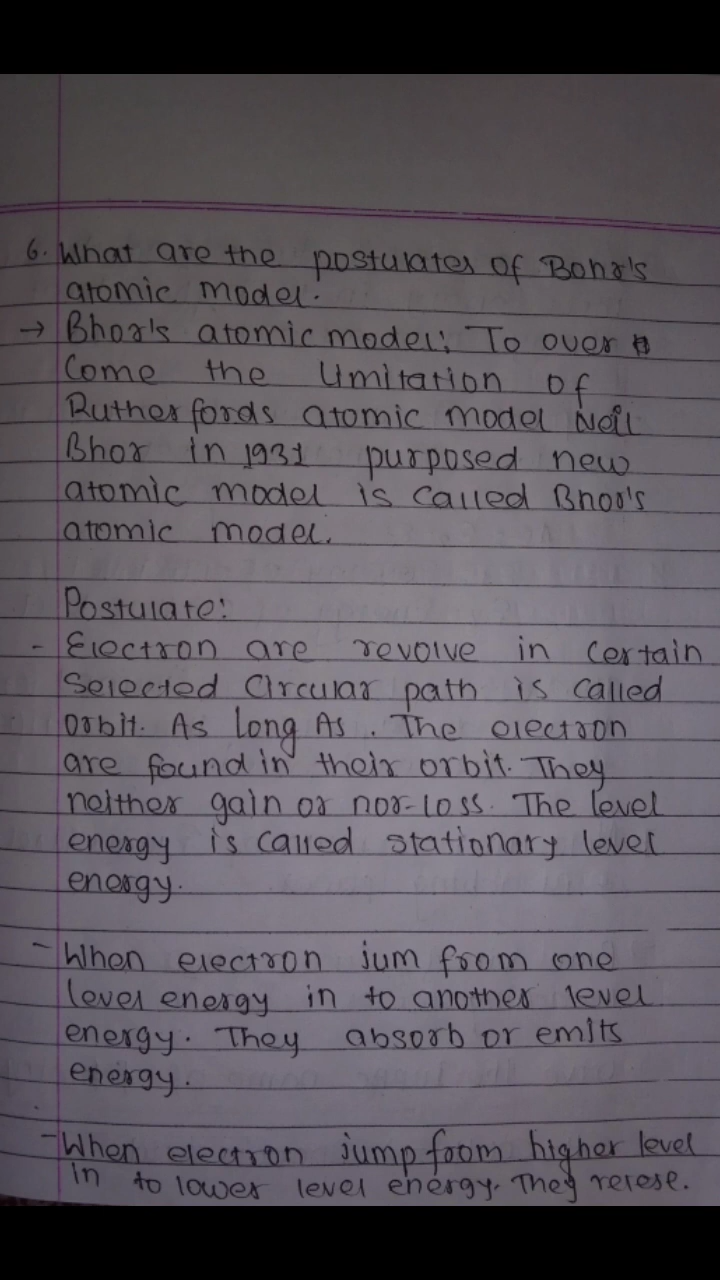 6. What are the postulates of Bohr's
atomic model.
→ Bhor's atomic model: To over
Come the limitation of
Rutherfords atomic model Neil
Bhor in 1931 purposed new
atomic model is called Bhor's
atomic model.
Postulate:
- Electron are revolve in certain
Selected Circular path is called
orbit. As long As. The electron
are found in their orbit. They
neither gain or nor-loss. The level
energy is called stationary level
energy.
- When electron jum from one
level energy in to another level
energy. They absorb or emits
energy.
- When electron jump from higher level
in to lower level energy. They relese.